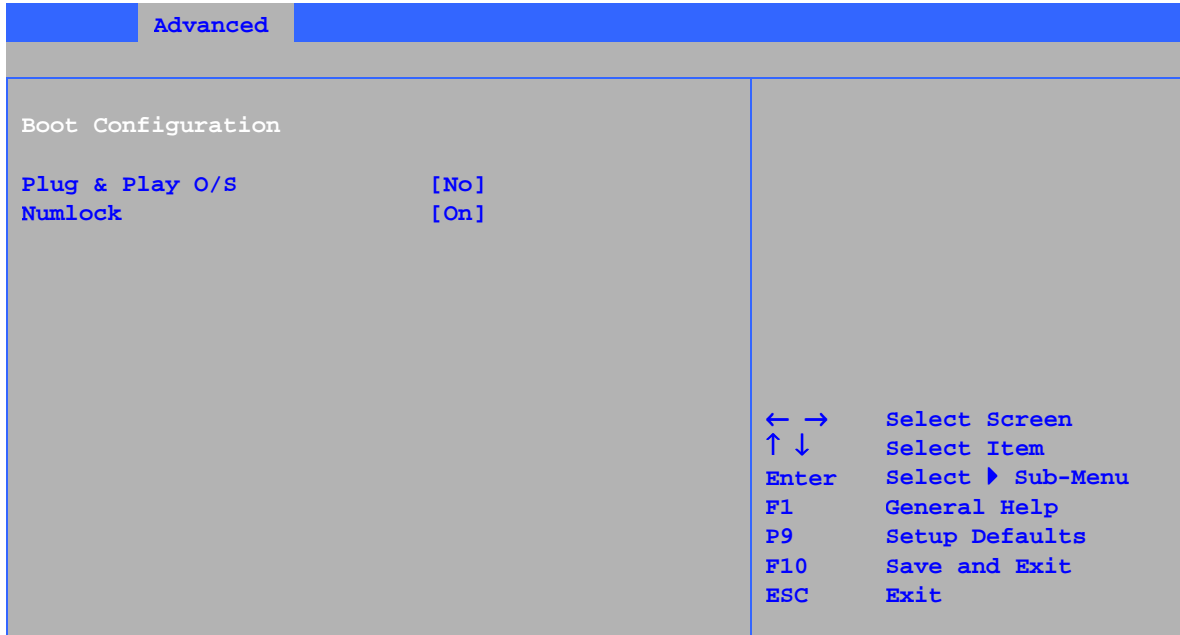 Advanced
Boot Configuration
Plug & Play O/S [No]
Numlock [On]
← → Select Screen
↑ ↓ Select Item
Enter Select ▶ Sub-Menu
F1 General Help
P9 Setup Defaults
F10 Save and Exit
ESC Exit